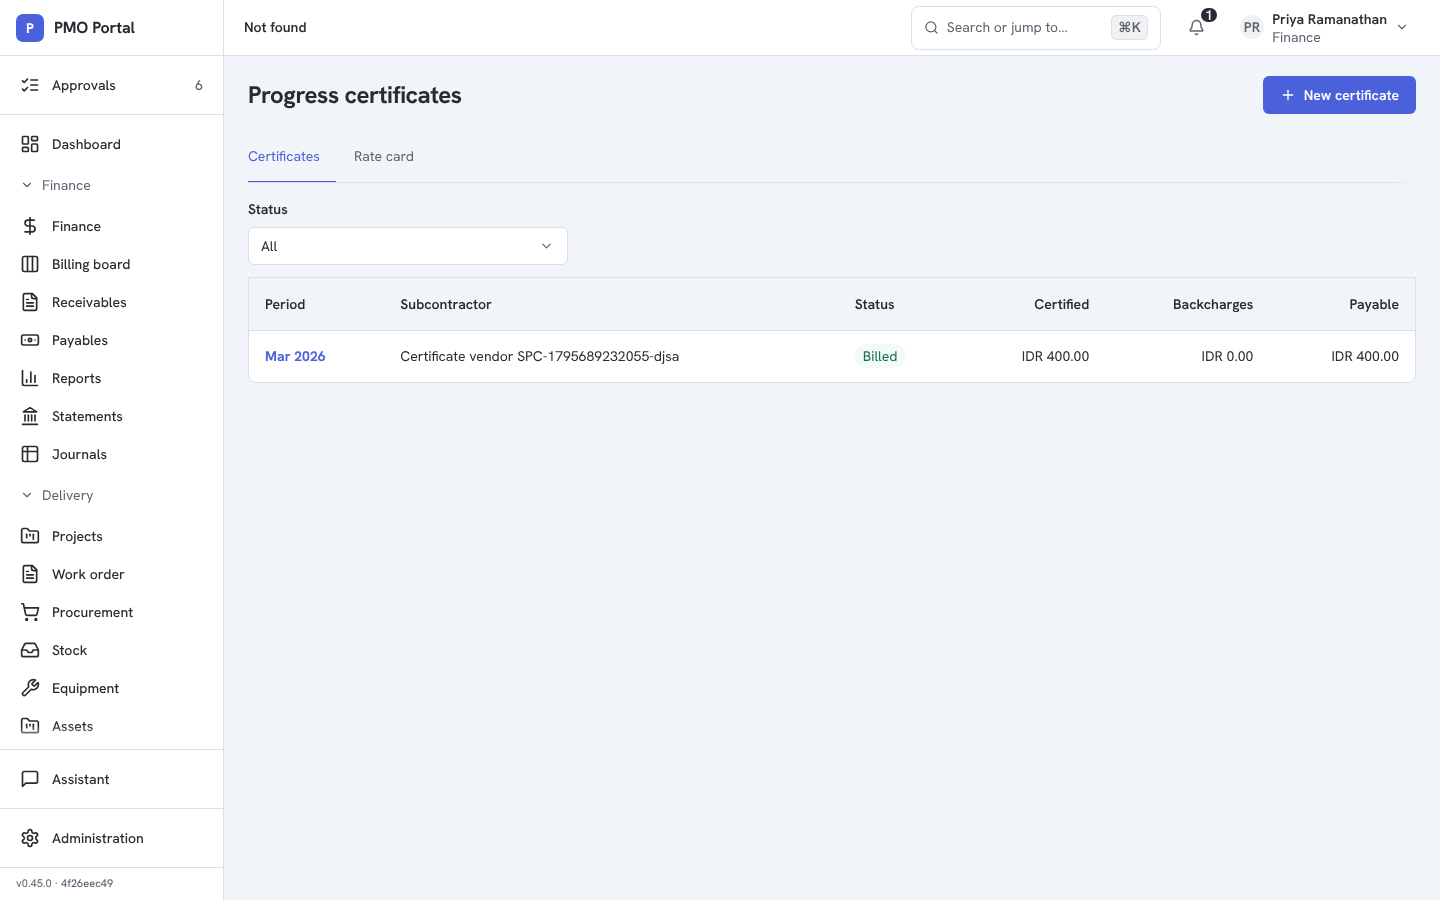 P PMO Portal
Not found
Search or jump to... ⌘K
1
PR Priya Ramanathan
Finance
Approvals 6
Dashboard
Finance
Finance
Billing board
Receivables
Payables
Reports
Statements
Journals
Delivery
Projects
Work order
Procurement
Stock
Equipment
Assets
Assistant
Administration
v0.45.0 · 4f26eec49
Progress certificates
New certificate
Certificates Rate card
Status
All
Period Subcontractor Status Certified Backcharges Payable
Mar 2026 Certificate vendor SPC-1795689232055-djsa Billed IDR 400.00 IDR 0.00 IDR 400.00